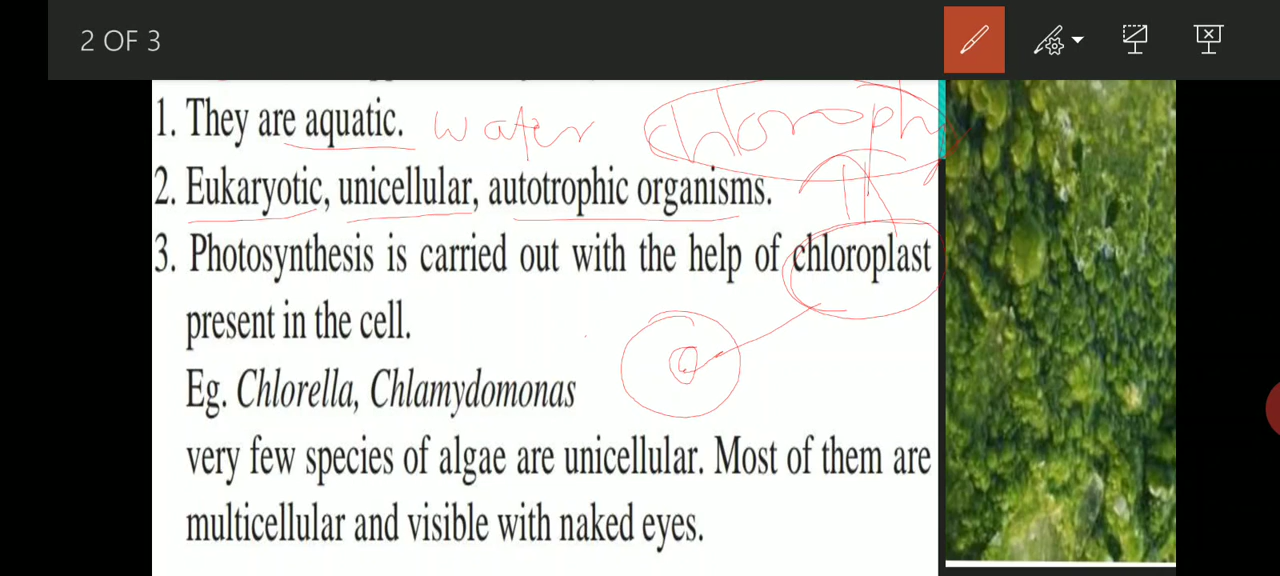 2 OF 3
1. They are aquatic. water chloroph
2. Eukaryotic, unicellular, autotrophic organisms.
3. Photosynthesis is carried out with the help of chloroplast
present in the cell.
Eg. Chlorella, Chlamydomonas
very few species of algae are unicellular. Most of them are
multicellular and visible with naked eyes.